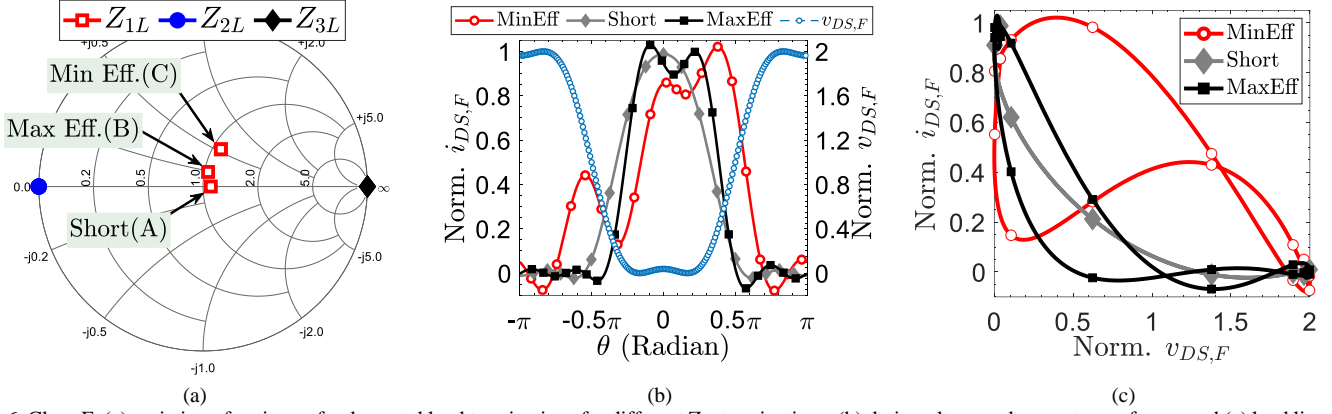 Z1L Z2L Z3L
+j0.5
+j2.0
Min Eff.(C)
Max Eff.(B)
+j5.0
0.0
0.2
0.5
1.0
2.0
5.0
∞
Short(A)
-j0.2
-j5.0
-j0.5
-j2.0
-j1.0
(a)
MinEff Short MaxEff vDS,F
1
0.8
0.6
0.4
0.2
0
Norm. iDS,F
2
1.6
1.2
0.8
0.4
0
Norm. vDS,F
-π -0.5π 0 0.5π π
θ (Radian)
(b)
MinEff
Short
MaxEff
1
0.8
0.6
0.4
0.2
0
Norm. iDS,F
0 0.5 1 1.5 2
Norm. vDS,F
(c)